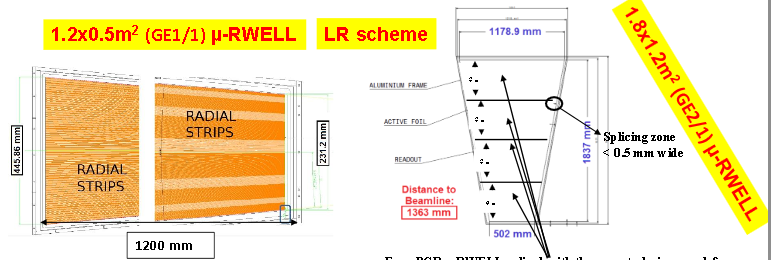 1.2x0.5m² (GE1/1) μ-RWELL
LR scheme
1.8x1.2m² (GE2/1) μ-RWELL
RADIAL
STRIPS
RADIAL
STRIPS
445.86 mm
231.2 mm
1200 mm
1178.9 mm
ALUMINIUM FRAME
ACTIVE FOIL
READOUT
Distance to
Beamline:
1363 mm
502 mm
1837 mm
Splicing zone
< 0.5 mm wide